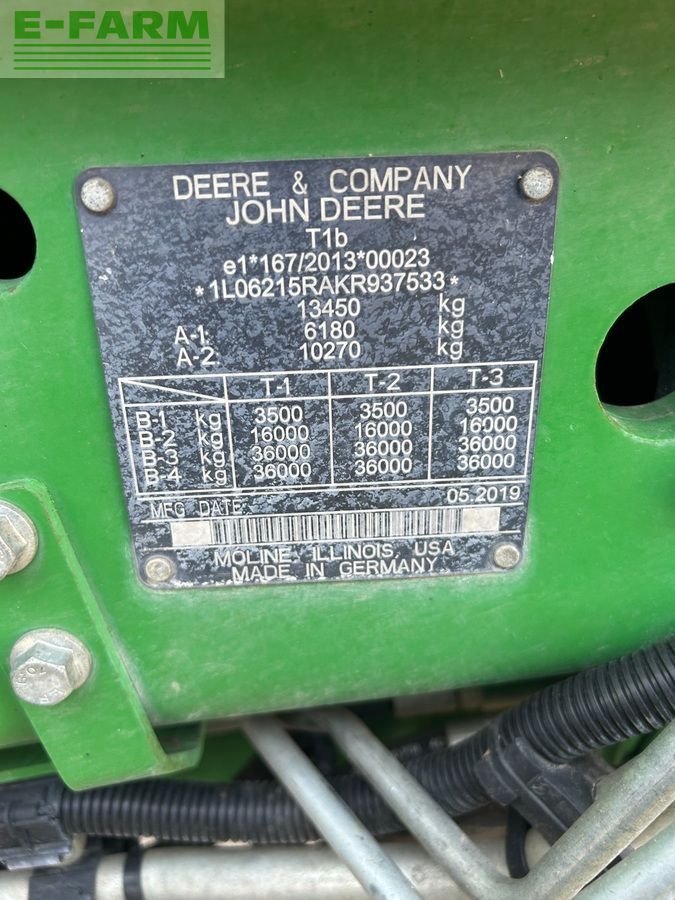 E-FARM
DEERE & COMPANY
JOHN DEERE
T1b
e1*167/2013*00023
*1L06215RAKR937533*
13450 kg
A-1: 6180 kg
A-2 10270 kg
T-1 T-2 T-3
B-1 kg 3500 3500 3500
B-2 kg 16000 16000 16000
B-3 kg 36000 36000 36000
B-4 kg 36000 36000 36000
MFG DATE: 05.2019
MOLINE, ILLINOIS, USA
MADE IN GERMANY